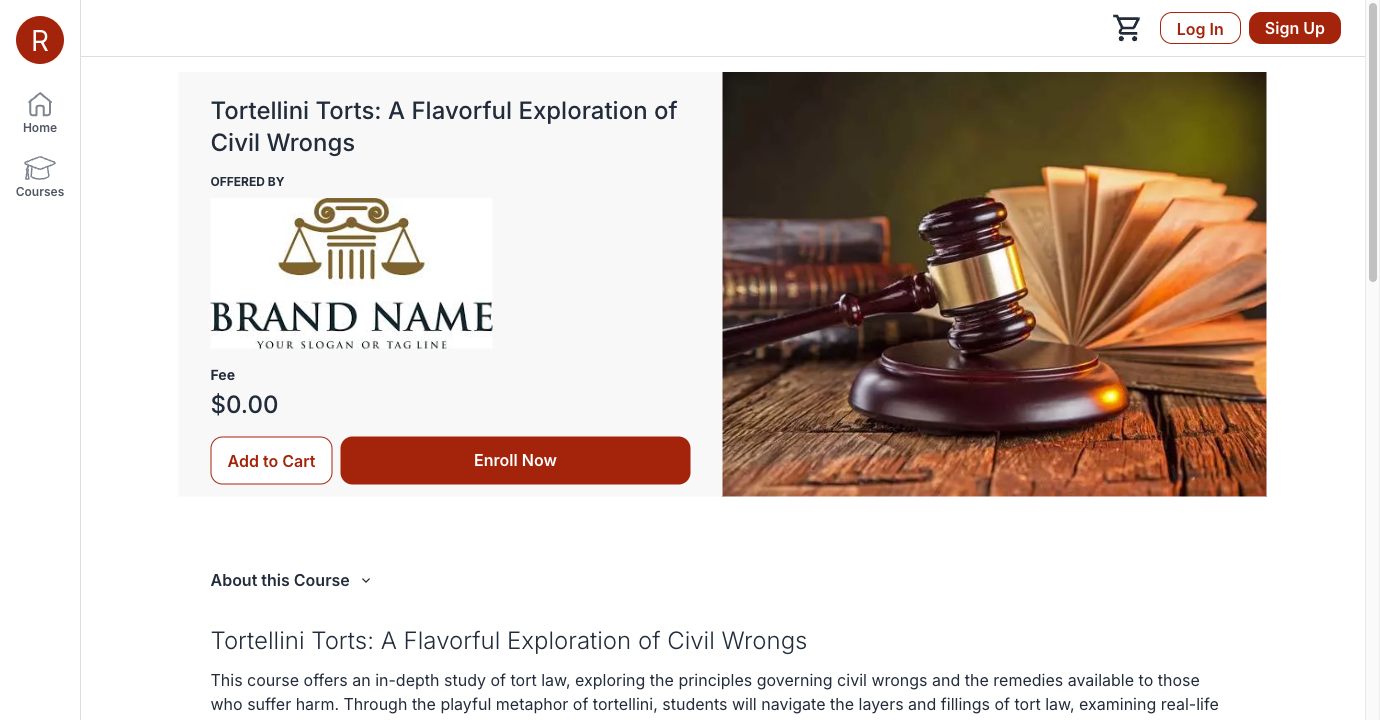 R
Home
Courses
Log In
Sign Up
Tortellini Torts: A Flavorful Exploration of
Civil Wrongs
OFFERED BY
BRAND NAME
YOUR SLOGAN OR TAG LINE
Fee
$0.00
Add to Cart
Enroll Now
About this Course
Tortellini Torts: A Flavorful Exploration of Civil Wrongs
This course offers an in-depth study of tort law, exploring the principles governing civil wrongs and the remedies available to those
who suffer harm. Through the playful metaphor of tortellini, students will navigate the layers and fillings of tort law, examining real-life